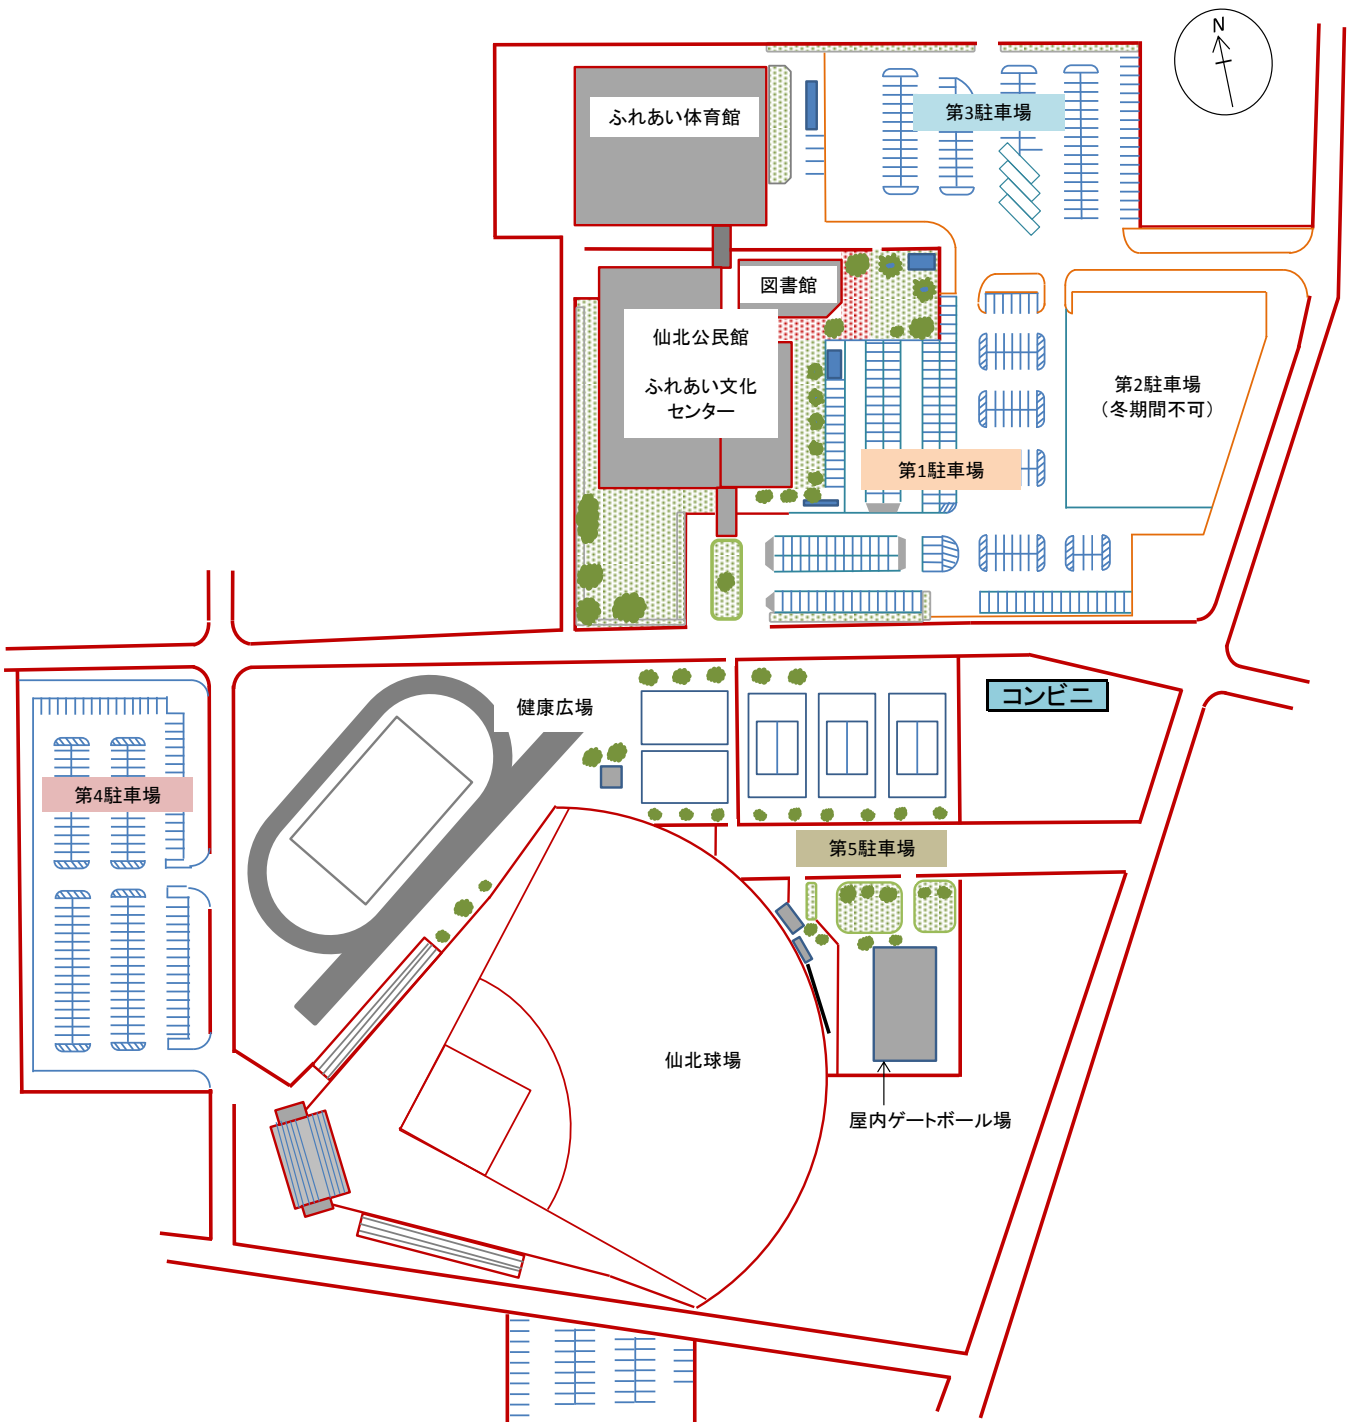 N
ふれあい体育館
第3駐車場
図書館
仙北公民館
ふれあい文化
センター
第2駐車場
（冬期間不可）
第1駐車場
健康広場
コンビニ
第4駐車場
第5駐車場
仙北球場
屋内ゲートボール場